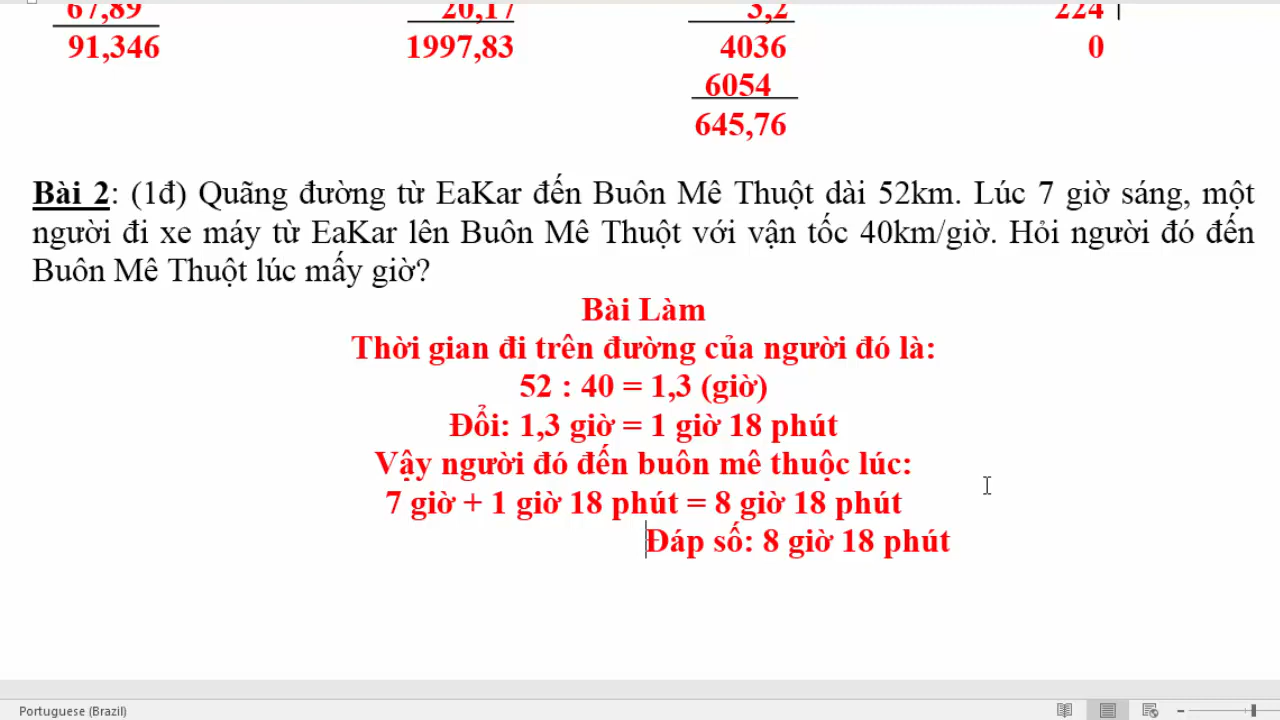 67,89 20,17 3,2 224
91,346 1997,83 4036 0
6054
645,76
Bài 2: (1đ) Quãng đường từ EaKar đến Buôn Mê Thuột dài 52km. Lúc 7 giờ sáng, một
người đi xe máy từ EaKar lên Buôn Mê Thuột với vận tốc 40km/giờ. Hỏi người đó đến
Buôn Mê Thuột lúc mấy giờ?
Bài Làm
Thời gian đi trên đường của người đó là:
52 : 40 = 1,3 (giờ)
Đổi: 1,3 giờ = 1 giờ 18 phút
Vậy người đó đến buôn mê thuộc lúc:
7 giờ + 1 giờ 18 phút = 8 giờ 18 phút
Đáp số: 8 giờ 18 phút
Portuguese (Brazil)